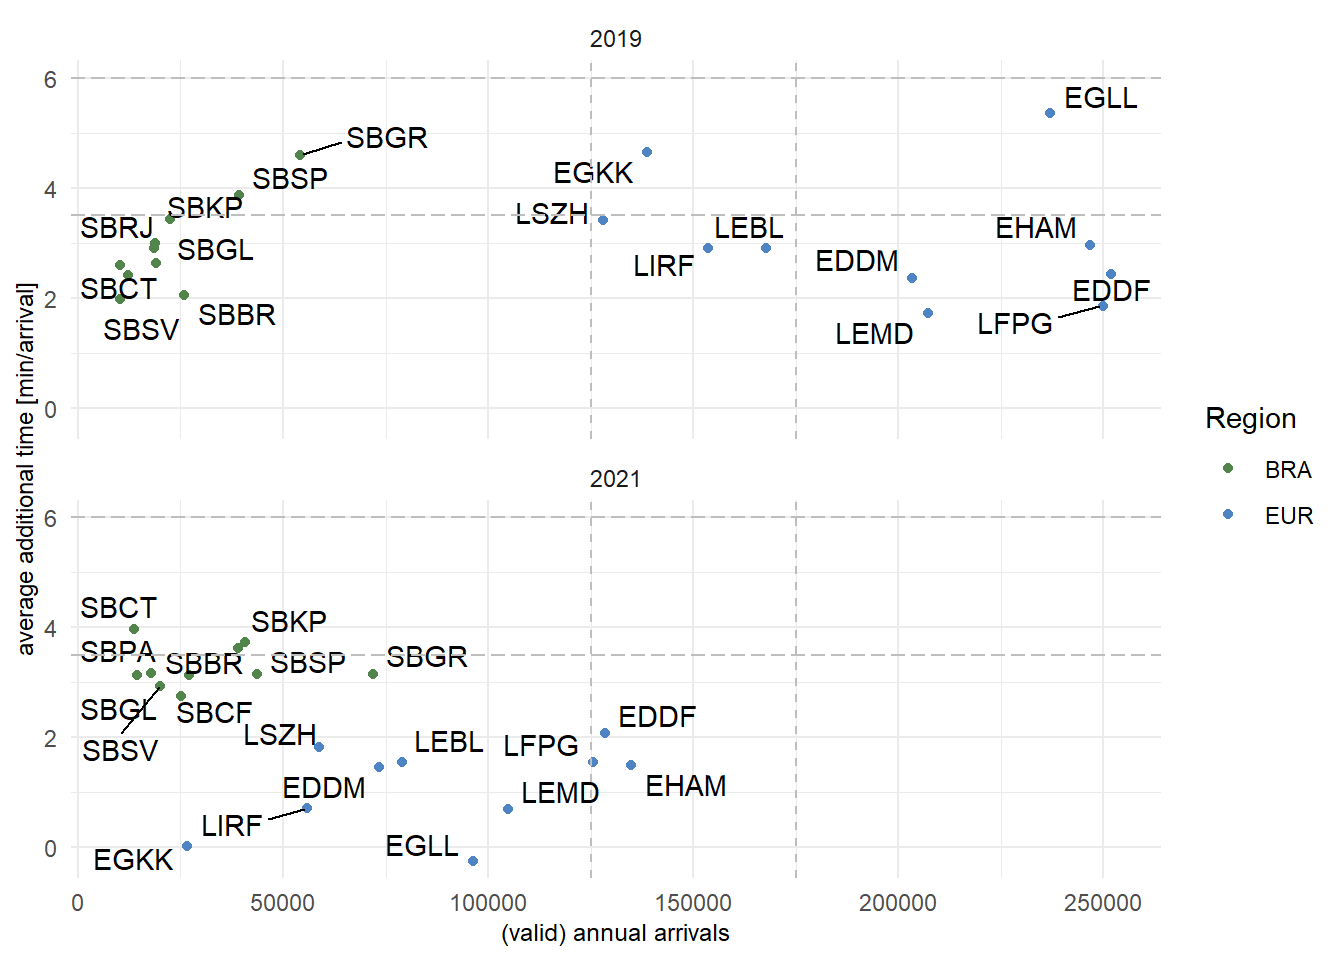 2019
6
EGLL
SBGR
EGKK
SBSP
4
SBKP
LSZH
SBRJ
LEBL
EHAM
SBGL
LIRF
EDDM
SBCT
EDDF
2
SBBR
LFPG
SBSV
LEMD
0
average additional time [min/arrival]
Region
BRA
EUR
2021
6
SBCT
SBKP
4
SBPA
SBBR
SBSP
SBGR
SBGL
SBCF
EDDF
LSZH
LEBL
LFPG
2
SBSV
EDDM
LEMD
EHAM
LIRF
EGLL
0
EGKK
0
50000
100000
150000
200000
250000
(valid) annual arrivals